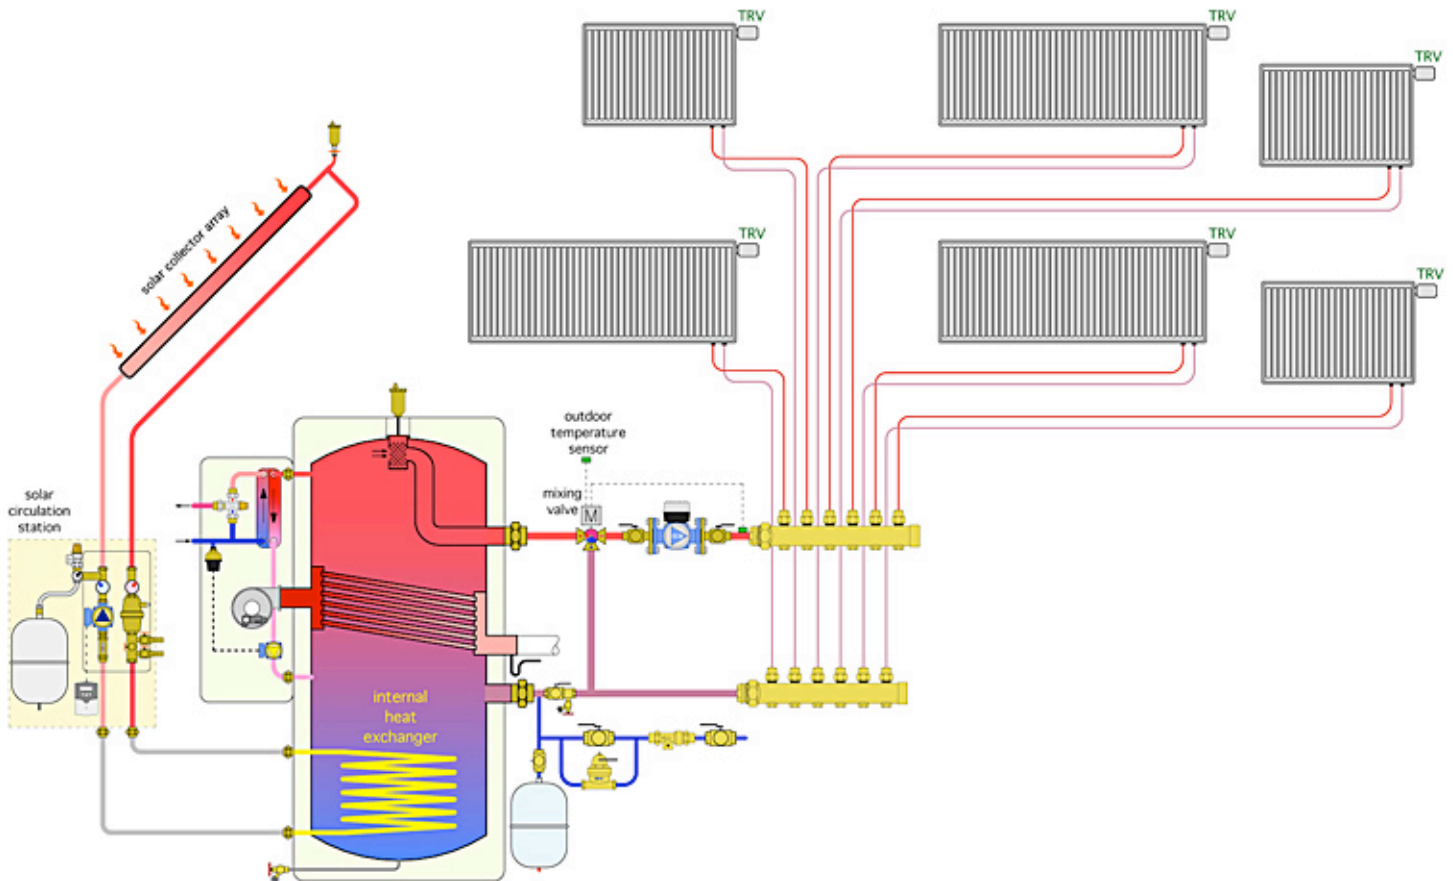 TRV
TRV
TRV
solar collector array
TRV
TRV
TRV
outdoor
temperature
sensor
mixing
valve
M
solar
circulation
station
internal
heat
exchanger